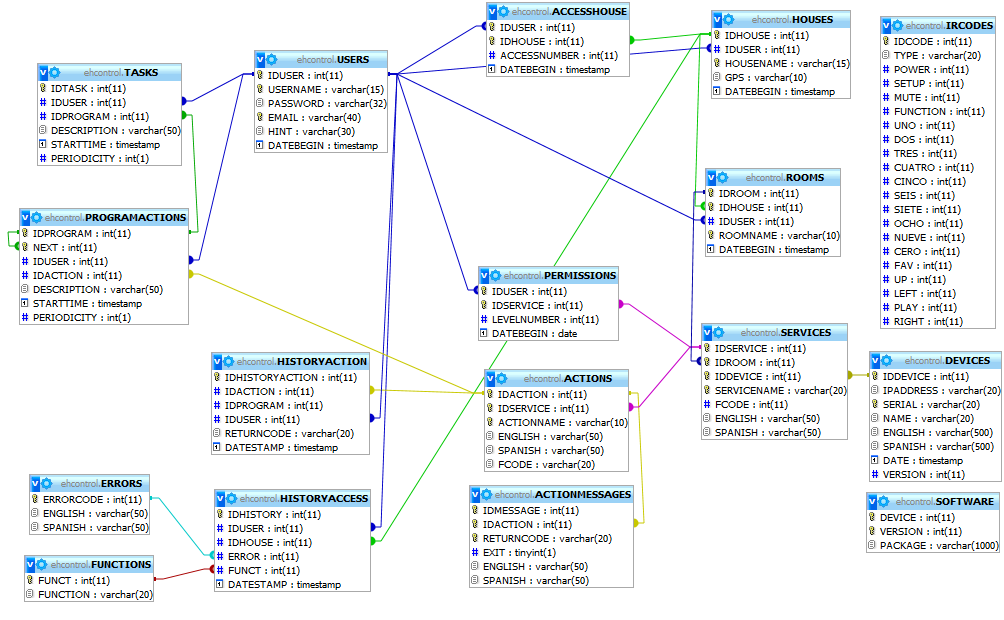 ehcontrol.TASKS
IDTASK : int(11)
IDUSER : int(11)
IDPROGRAM : int(11)
DESCRIPTION : varchar(50)
STARTTIME : timestamp
PERIODICITY : int(1)
ehcontrol.USERS
IDUSER : int(11)
USERNAME : varchar(15)
PASSWORD : varchar(32)
EMAIL : varchar(40)
HINT : varchar(30)
DATEBEGIN : timestamp
ehcontrol.ACCESSHOUSE
IDUSER : int(11)
IDHOUSE : int(11)
ACCESSNUMBER : int(11)
DATEBEGIN : timestamp
ehcontrol.HOUSES
IDHOUSE : int(11)
IDUSER : int(11)
HOUSENAME : varchar(15)
GPS : varchar(10)
DATEBEGIN : timestamp
ehcontrol.IRCODES
IDCODE : int(11)
TYPE : varchar(20)
POWER : int(11)
SETUP : int(11)
MUTE : int(11)
FUNCTION : int(11)
UNO : int(11)
DOS : int(11)
TRES : int(11)
CUATRO : int(11)
CINCO : int(11)
SEIS : int(11)
SIETE : int(11)
OCHO : int(11)
NUEVE : int(11)
CERO : int(11)
FAV : int(11)
UP : int(11)
LEFT : int(11)
PLAY : int(11)
RIGHT : int(11)
ehcontrol.PROGRAMACTIONS
IDPROGRAM : int(11)
NEXT : int(11)
IDUSER : int(11)
IDACTION : int(11)
DESCRIPTION : varchar(50)
STARTTIME : timestamp
PERIODICITY : int(1)
ehcontrol.ROOMS
IDROOM : int(11)
IDHOUSE : int(11)
IDUSER : int(11)
ROOMNAME : varchar(10)
DATEBEGIN : timestamp
ehcontrol.PERMISSIONS
IDUSER : int(11)
IDSERVICE : int(11)
LEVELNUMBER : int(11)
DATEBEGIN : date
ehcontrol.SERVICES
IDSERVICE : int(11)
IDROOM : int(11)
IDDEVICE : int(11)
SERVICENAME : varchar(20)
FCODE : int(11)
ENGLISH : varchar(50)
SPANISH : varchar(50)
ehcontrol.DEVICES
IDDEVICE : int(11)
IPADDRESS : varchar(20)
SERIAL : varchar(20)
NAME : varchar(20)
ENGLISH : varchar(500)
SPANISH : varchar(500)
DATE : timestamp
VERSION : int(11)
ehcontrol.HISTORYACTION
IDHISTORYACTION : int(11)
IDACTION : int(11)
IDPROGRAM : int(11)
IDUSER : int(11)
RETURNCODE : varchar(20)
DATESTAMP : timestamp
ehcontrol.ACTIONS
IDACTION : int(11)
IDSERVICE : int(11)
ACTIONNAME : varchar(10)
ENGLISH : varchar(50)
SPANISH : varchar(50)
FCODE : varchar(20)
ehcontrol.ERRORS
ERRORCODE : int(11)
ENGLISH : varchar(50)
SPANISH : varchar(50)
ehcontrol.HISTORYACCESS
IDHISTORY : int(11)
IDUSER : int(11)
IDHOUSE : int(11)
ERROR : int(11)
FUNCT : int(11)
DATESTAMP : timestamp
ehcontrol.ACTIONMESSAGES
IDMESSAGE : int(11)
IDACTION : int(11)
RETURNCODE : varchar(20)
EXIT : tinyint(1)
ENGLISH : varchar(50)
SPANISH : varchar(50)
ehcontrol.SOFTWARE
DEVICE : int(11)
VERSION : int(11)
PACKAGE : varchar(1000)
ehcontrol.FUNCTIONS
FUNCT : int(11)
FUNCTION : varchar(20)